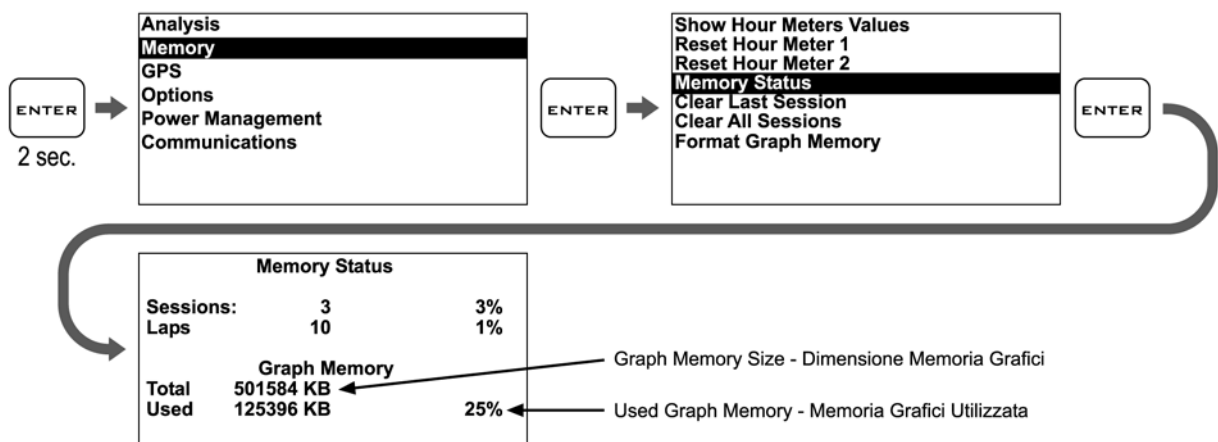 ENTER
2 sec.
Analysis
Memory
GPS
Options
Power Management
Communications
ENTER
Show Hour Meters Values
Reset Hour Meter 1
Reset Hour Meter 2
Memory Status
Clear Last Session
Clear All Sessions
Format Graph Memory
ENTER
Memory Status
Sessions: 3 3%
Laps 10 1%
Graph Memory
Total 501584 KB
Used 125396 KB 25%
Graph Memory Size - Dimensione Memoria Grafici
Used Graph Memory - Memoria Grafici Utilizzata